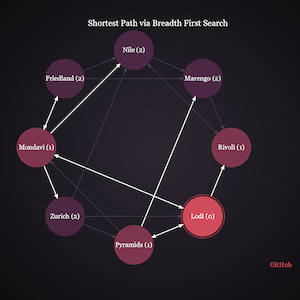 Shortest Path via Breadth First Search
Nile (2)
Friedland (2)
Marengo (2)
Mondavi (1)
Rivoli (1)
Zurich (2)
Lodi (0)
Pyramids (1)
GitHub